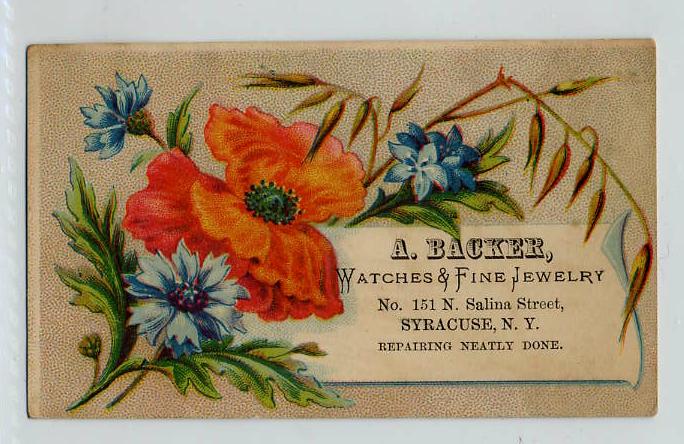 A. BACKER,
WATCHES & FINE JEWELRY
No. 151 N. Salina Street,
SYRACUSE, N. Y.
REPAIRING NEATLY DONE.